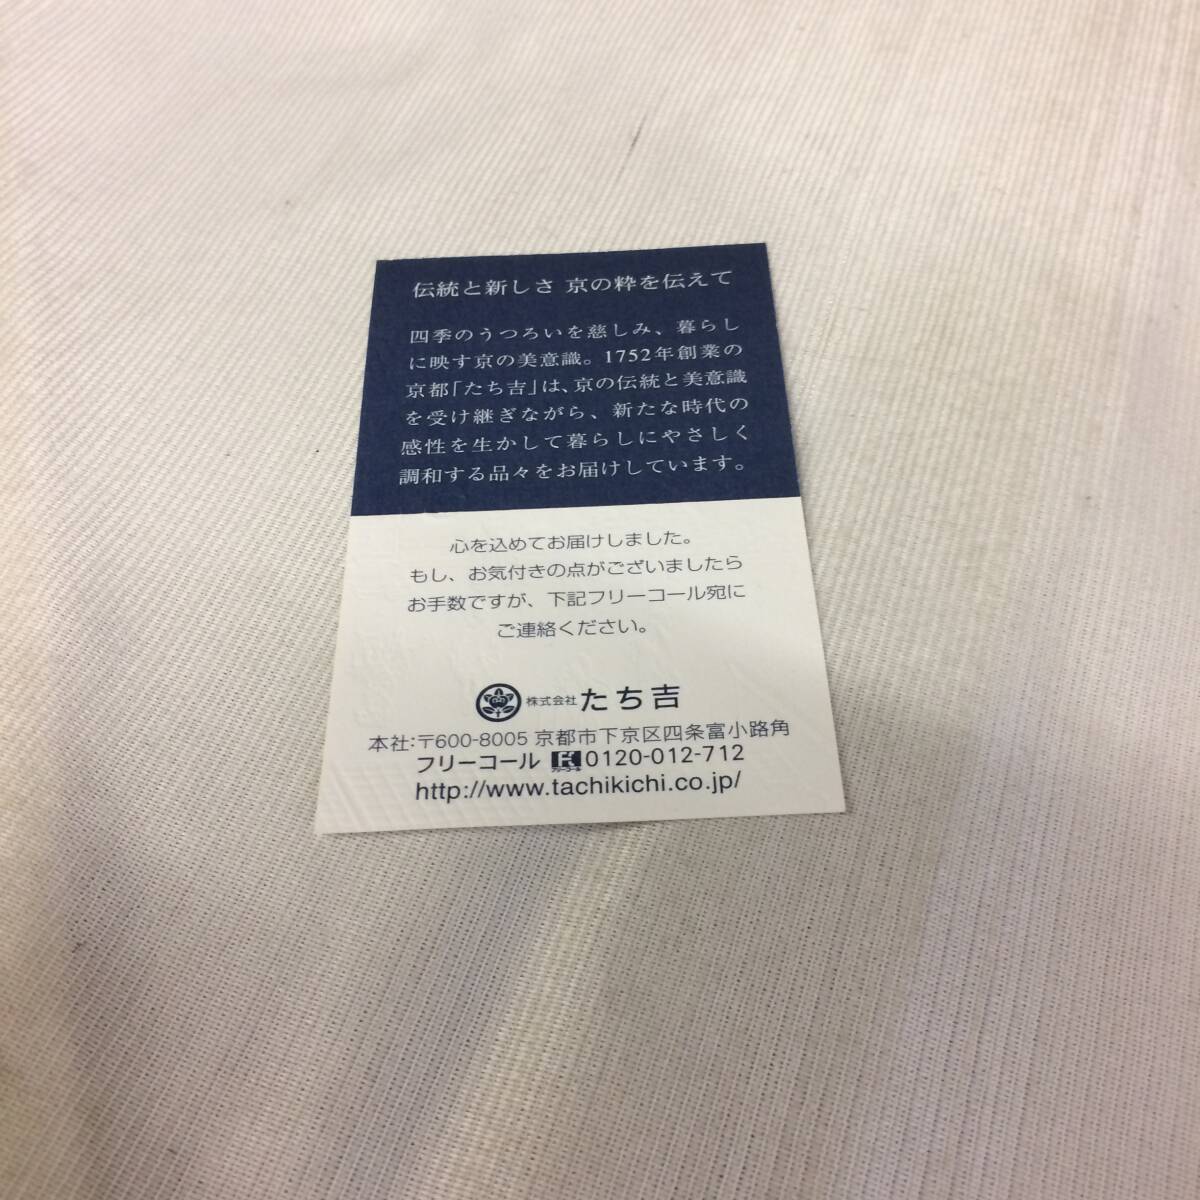 伝統と新しさ 京の粋を伝えて
四季のうつろいを慈しみ、暮らし
に映す京の美意識。1752年創業の
京都「たち吉」は、京の伝統と美意識
を受け継ぎながら、新たな時代の
感性を生かして暮らしにやさしく
調和する品々をお届けしています。
心を込めてお届けしました。
もし、お気付きの点がございましたら
お手数ですが、下記フリーコール宛に
ご連絡ください。
株式会社 たち吉
本社:〒600-8005 京都市下京区四条富小路角
フリーコール 0120-012-712
http://www.tachikichi.co.jp/